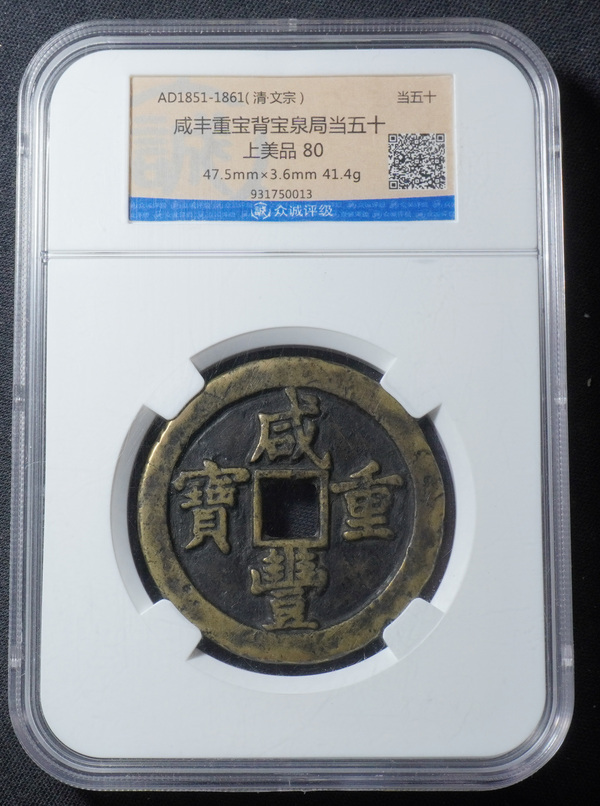 AD1851-1861(清·文宗) 当五十
咸丰重宝背宝泉局当五十
上美品 80
47.5mm×3.6mm 41.4g
931750013
众诚评级
咸
寶 重
豐